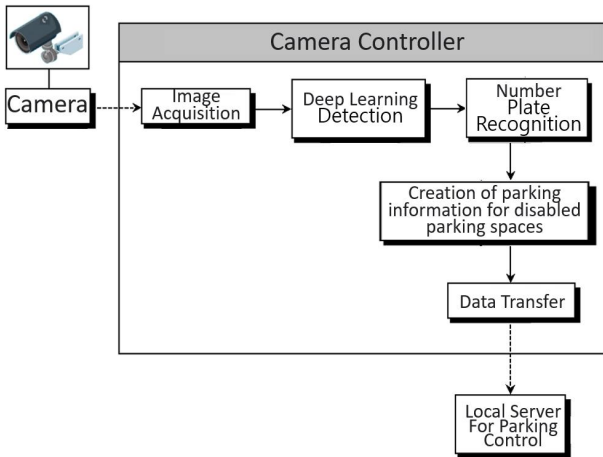 Camera Controller
Camera
Image
Acquisition
Deep Learning
Detection
Number
Plate
Recognition
Creation of parking
information for disabled
parking spaces
Data Transfer
Local Server
For Parking
Control